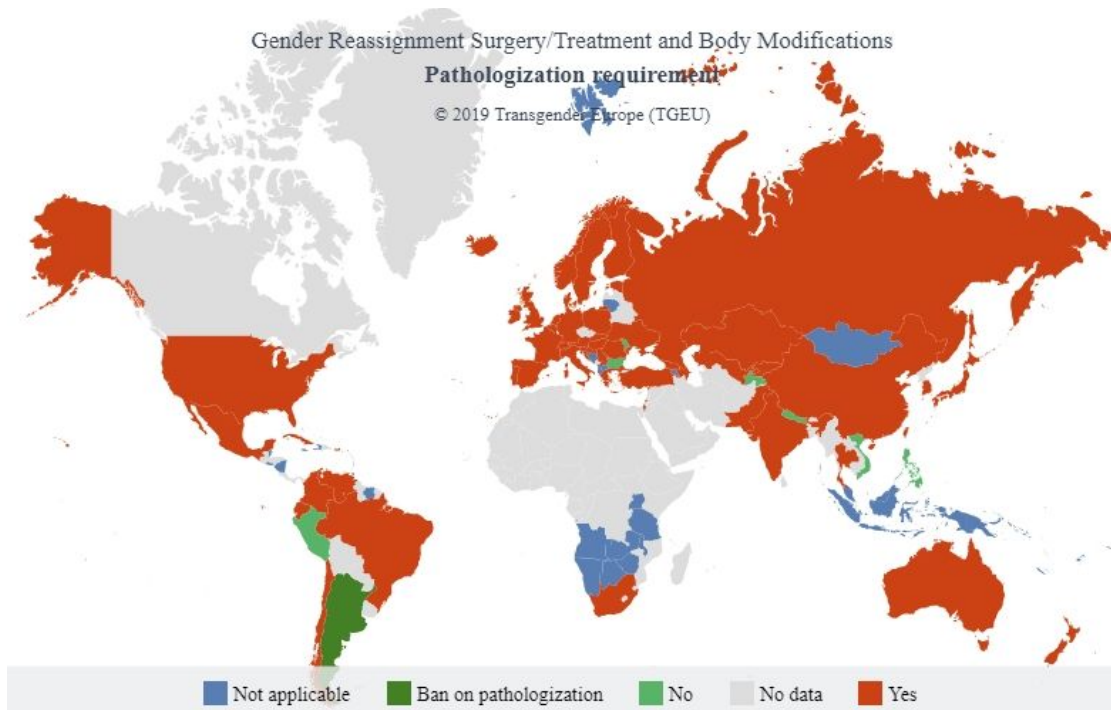 Gender Reassignment Surgery/Treatment and Body Modifications
Pathologization requirement
© 2019 Transgender Europe (TGEU)
Not applicable
Ban on pathologization
No
No data
Yes